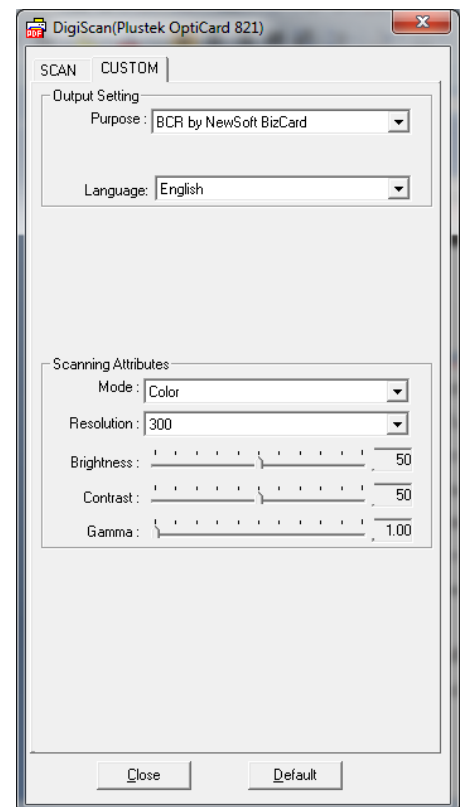 DigiScan(Plustek OptiCard 821)
SCAN CUSTOM
Output Setting
Purpose : BCR by NewSoft BizCard
Language: English
Scanning Attributes
Mode : Color
Resolution : 300
Brightness : 50
Contrast : 50
Gamma : 1.00
Close Default